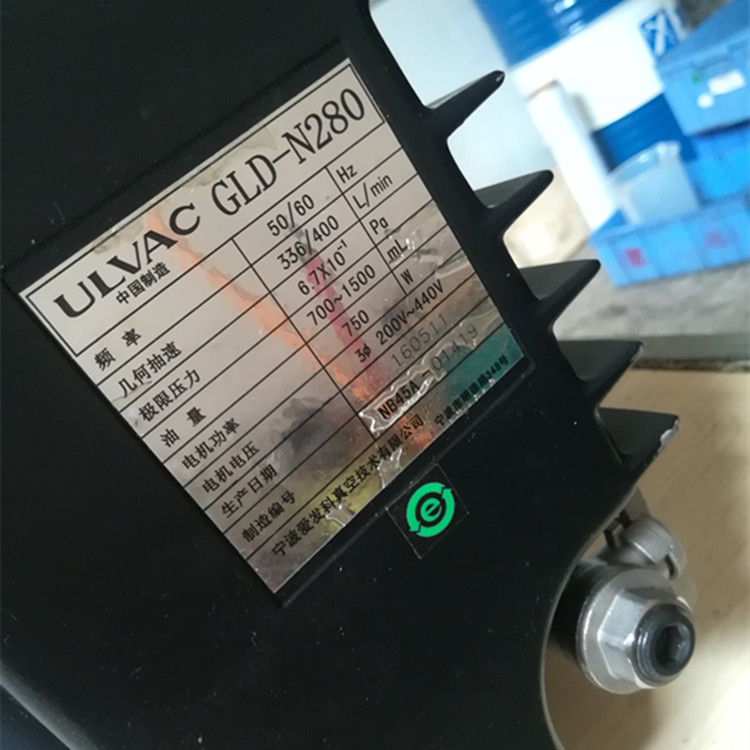 ULVAC GLD-N280
中国制造
频 率 50/60 Hz
几何抽速 336/400 L/min
极限压力 6.7X10⁻¹ Pa
油 量 700~1500 mL
电机功率 750 W
电机电压 3φ 200V~440V
生产日期 160511
制造编号 NB45A-01419
宁波爱发科真空技术有限公司
e